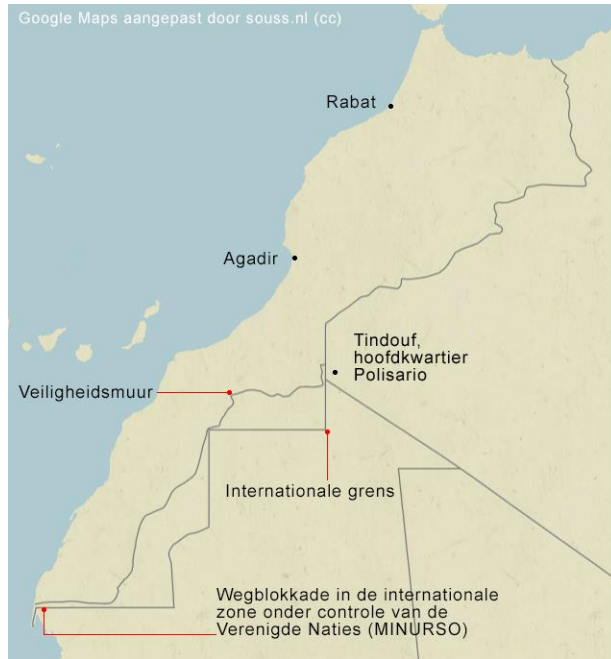 Google Maps aangepast door souss.nl (cc)
Rabat
Agadir
Tindouf,
hoofdkwartier
Polisario
Veiligheidsmuur
Internationale grens
Wegblokkade in de internationale
zone onder controle van de
Verenigde Naties (MINURSO)